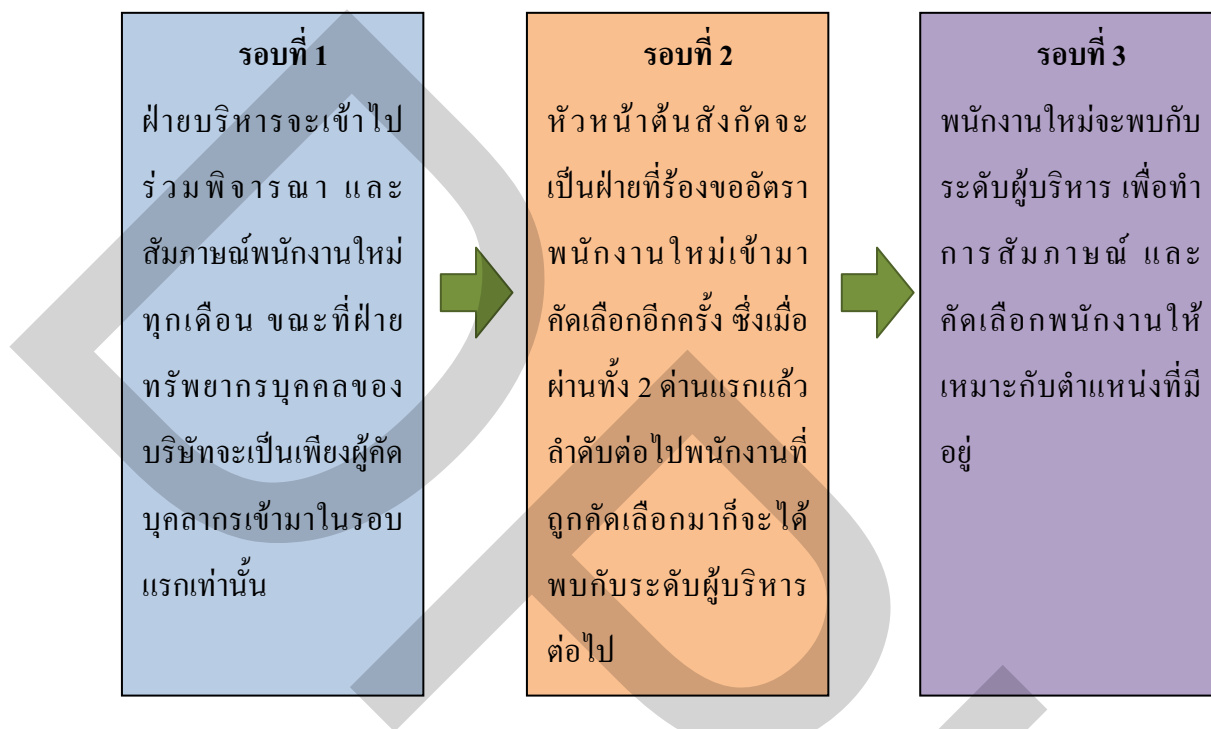 รอบที่ 1
ฝ่ายบริหารจะเข้าไป
ร่วมพิจารณา และ
สัมภาษณ์พนักงานใหม่
ทุกเดือน ขณะที่ฝ่าย
ทรัพยากรบุคคลของ
บริษัทจะเป็นเพียงผู้คัด
บุคลากรเข้ามาในรอบ
แรกเท่านั้น
รอบที่ 2
หัวหน้าต้นสังกัดจะ
เป็นฝ่ายที่ร้องขออัตรา
พนักงานใหม่เข้ามา
คัดเลือกอีกครั้ง ซึ่งเมื่อ
ผ่านทั้ง 2 ด่านแรกแล้ว
ลำดับต่อไปพนักงานที่
ถูกคัดเลือกมาก็จะได้
พบกับระดับผู้บริหาร
ต่อไป
รอบที่ 3
พนักงานใหม่จะพบกับ
ระดับผู้บริหาร เพื่อทำ
การสัมภาษณ์ และ
คัดเลือกพนักงานให้
เหมาะกับตำแหน่งที่มี
อยู่